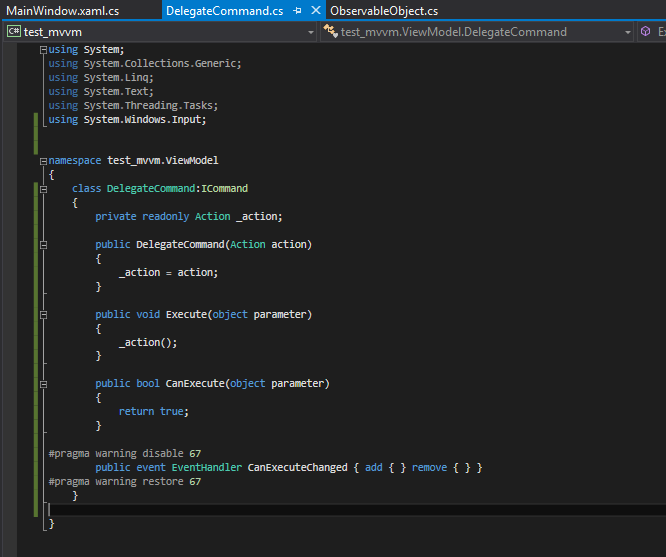 MainWindow.xaml.cs DelegateCommand.cs ObservableObject.cs
C# test_mvvm test_mvvm.ViewModel.DelegateCommand
using System;
using System.Collections.Generic;
using System.Linq;
using System.Text;
using System.Threading.Tasks;
using System.Windows.Input;
namespace test_mvvm.ViewModel
{
class DelegateCommand:ICommand
{
private readonly Action _action;
public DelegateCommand(Action action)
{
_action = action;
}
public void Execute(object parameter)
{
_action();
}
public bool CanExecute(object parameter)
{
return true;
}
#pragma warning disable 67
public event EventHandler CanExecuteChanged { add { } remove { } }
#pragma warning restore 67
}
}